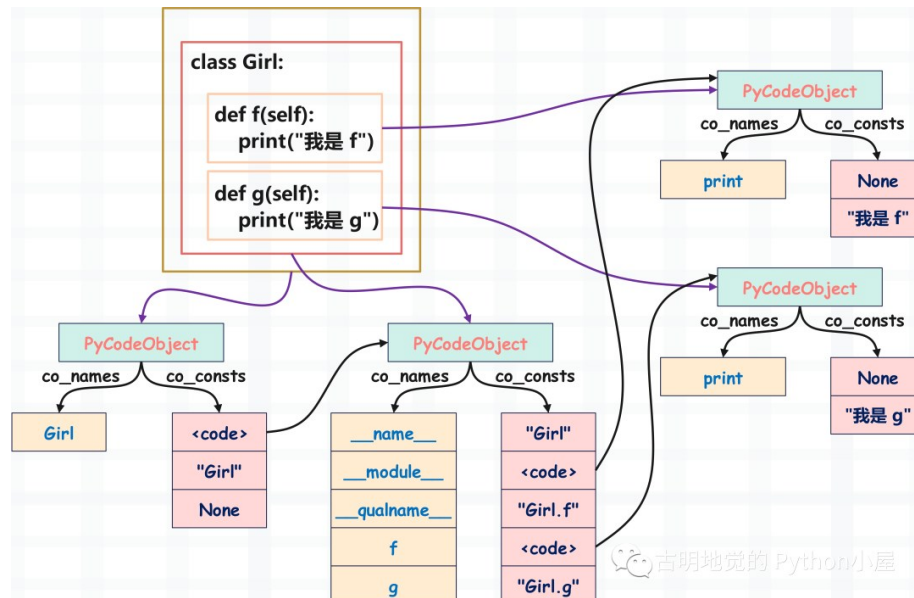 class Girl:
def f(self):
print("我是 f")
def g(self):
print("我是 g")
PyCodeObject
co_names
co_consts
print
None
"我是 f"
PyCodeObject
co_names
co_consts
print
None
"我是 g"
PyCodeObject
co_names
co_consts
Girl
<code>
"Girl"
None
PyCodeObject
co_names
co_consts
__name__
__module__
__qualname__
f
g
"Girl"
<code>
"Girl.f"
<code>
"Girl.g"
古明地觉的 Python小屋